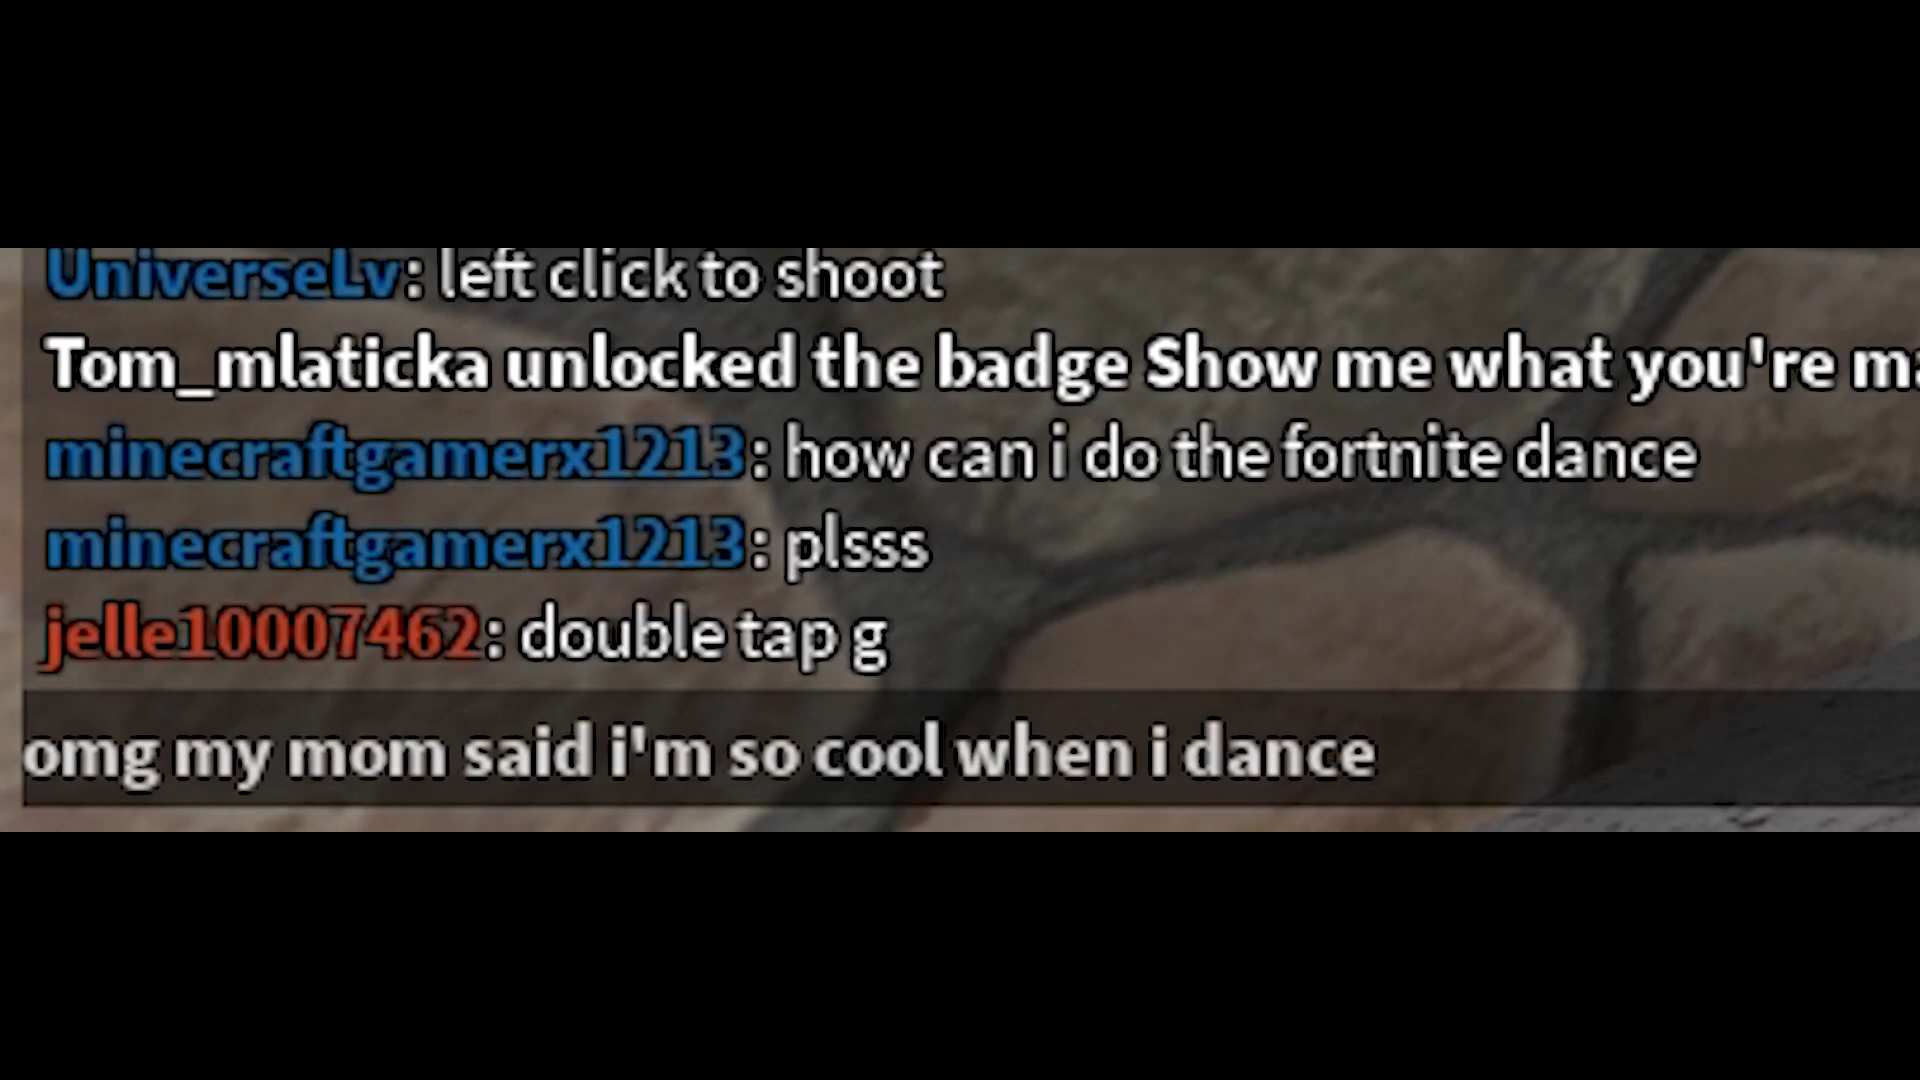 UniverseLv: left click to shoot
Tom_mlaticka unlocked the badge Show me what you're
minecraftgamerx1213: how can i do the fortnite dance
minecraftgamerx1213: plsss
jelle10007462: double tap g
omg my mom said i'm so cool when i dance